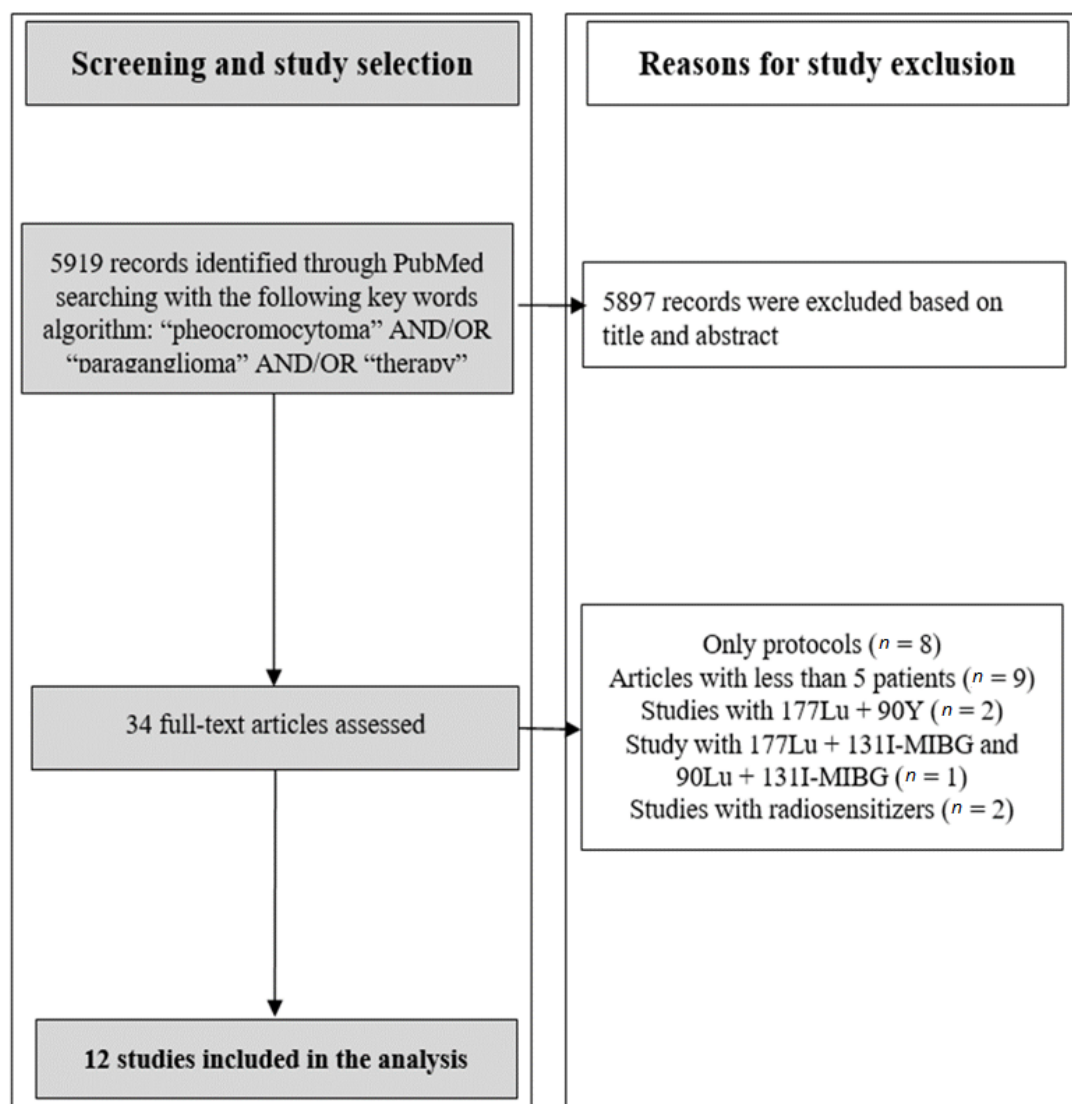 Screening and study selection
Reasons for study exclusion
5919 records identified through PubMed
searching with the following key words
algorithm: “pheocromocytoma” AND/OR
“paraganglioma” AND/OR “therapy”
5897 records were excluded based on
title and abstract
34 full-text articles assessed
Only protocols (n = 8)
Articles with less than 5 patients (n = 9)
Studies with 177Lu + 90Y (n = 2)
Study with 177Lu + 131I-MIBG and
90Lu + 131I-MIBG (n = 1)
Studies with radiosensitizers (n = 2)
12 studies included in the analysis